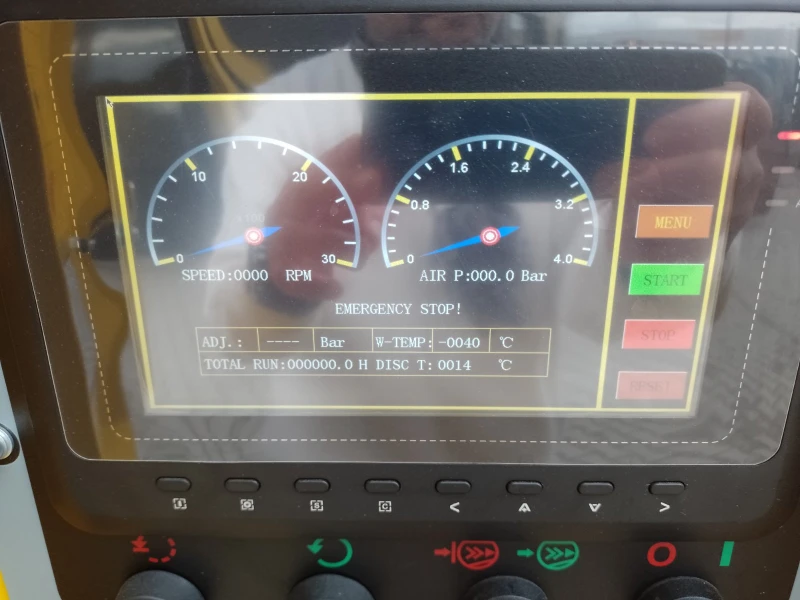 10 20
0 30
x100
0.8 1.6 2.4 3.2
0 4.0
SPEED:0000 RPM
AIR P:000.0 Bar
EMERGENCY STOP!
ADJ.: ---- Bar W-TEMP: -0040 ℃
TOTAL RUN:000000.0 H DISC T: 0014 ℃
MENU
START
STOP
RESET
S
C
< >
O I